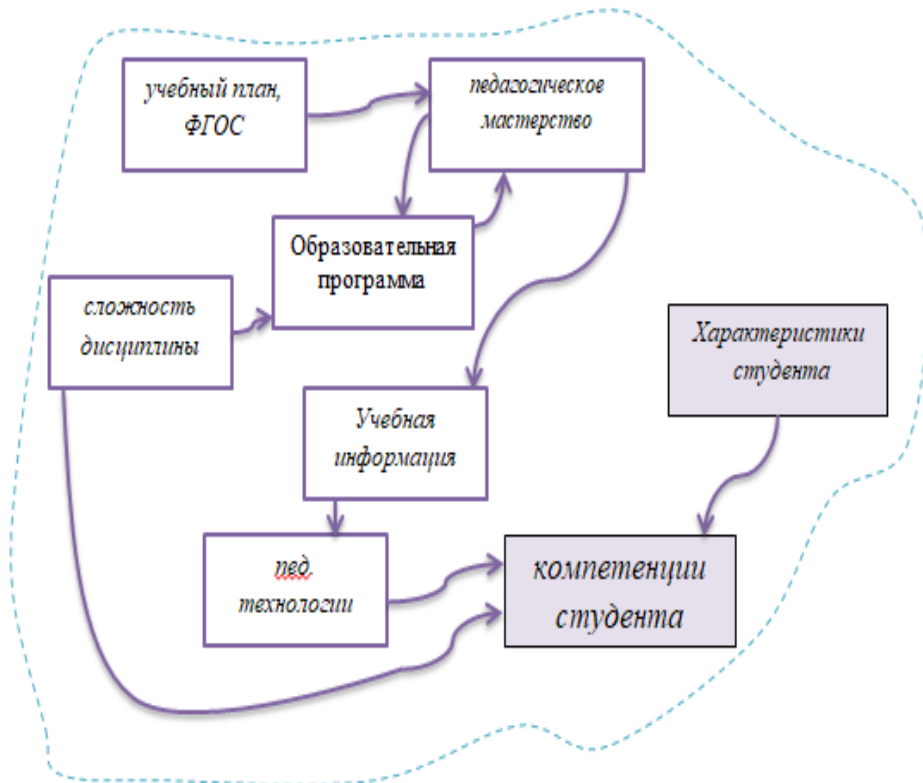 учебный план,
ФГОС
педагогическое
мастерство
Образовательная
программа
сложность
дисциплины
Характеристики
студента
Учебная
информация
пед.
технологии
компетенции
студента